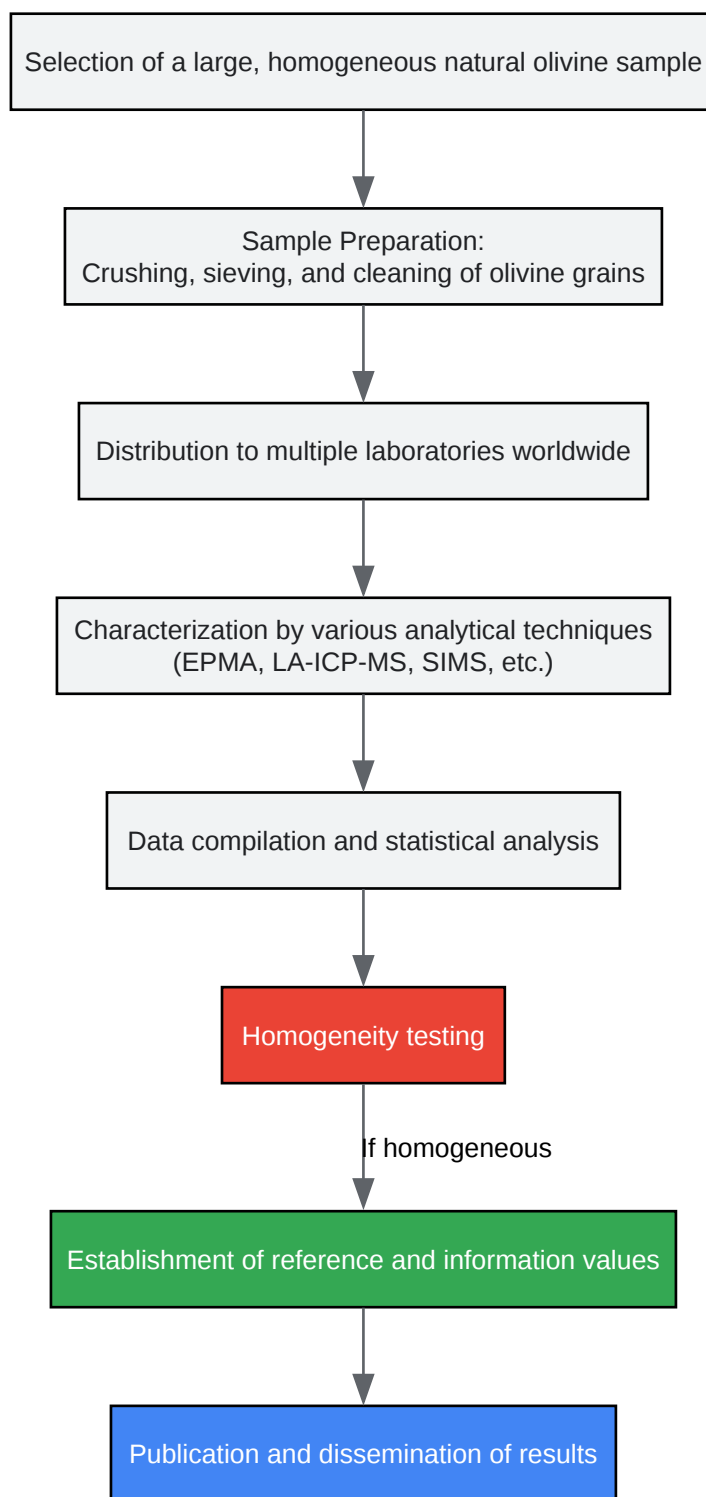 Selection of a large, homogeneous natural olivine sample
Sample Preparation:
Crushing, sieving, and cleaning of olivine grains
Distribution to multiple laboratories worldwide
Characterization by various analytical techniques
(EPMA, LA-ICP-MS, SIMS, etc.)
Data compilation and statistical analysis
Homogeneity testing
If homogeneous
Establishment of reference and information values
Publication and dissemination of results